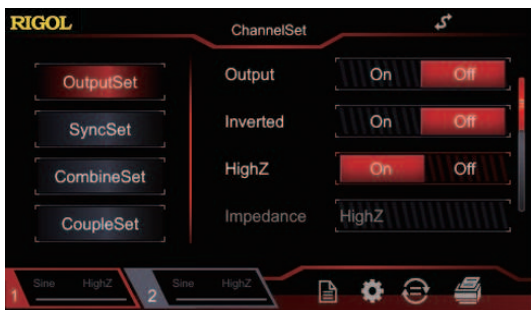 RIGOL
ChannelSet
OutputSet
SyncSet
CombineSet
CoupleSet
Output On Off
Inverted On Off
HighZ On Off
Impedance HighZ
1 Sine HighZ
2 Sine HighZ